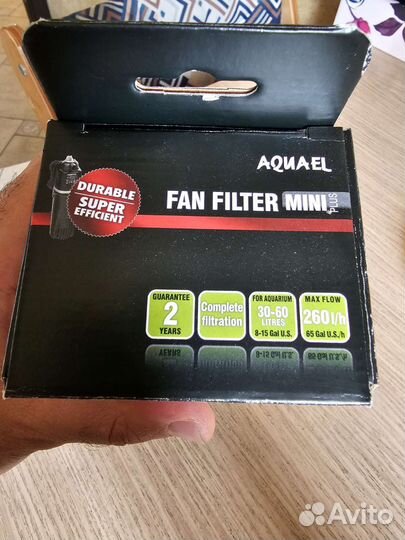 AQUAEL
DURABLE
SUPER
EFFICIENT
FAN FILTER MINI PLUS
GUARANTEE
2
YEARS
Complete
filtration
FOR AQUARIUM
30-60
LITRES
8-15 Gal U.S.
MAX FLOW
260 l/h
65 Gal U.S./h
Avito